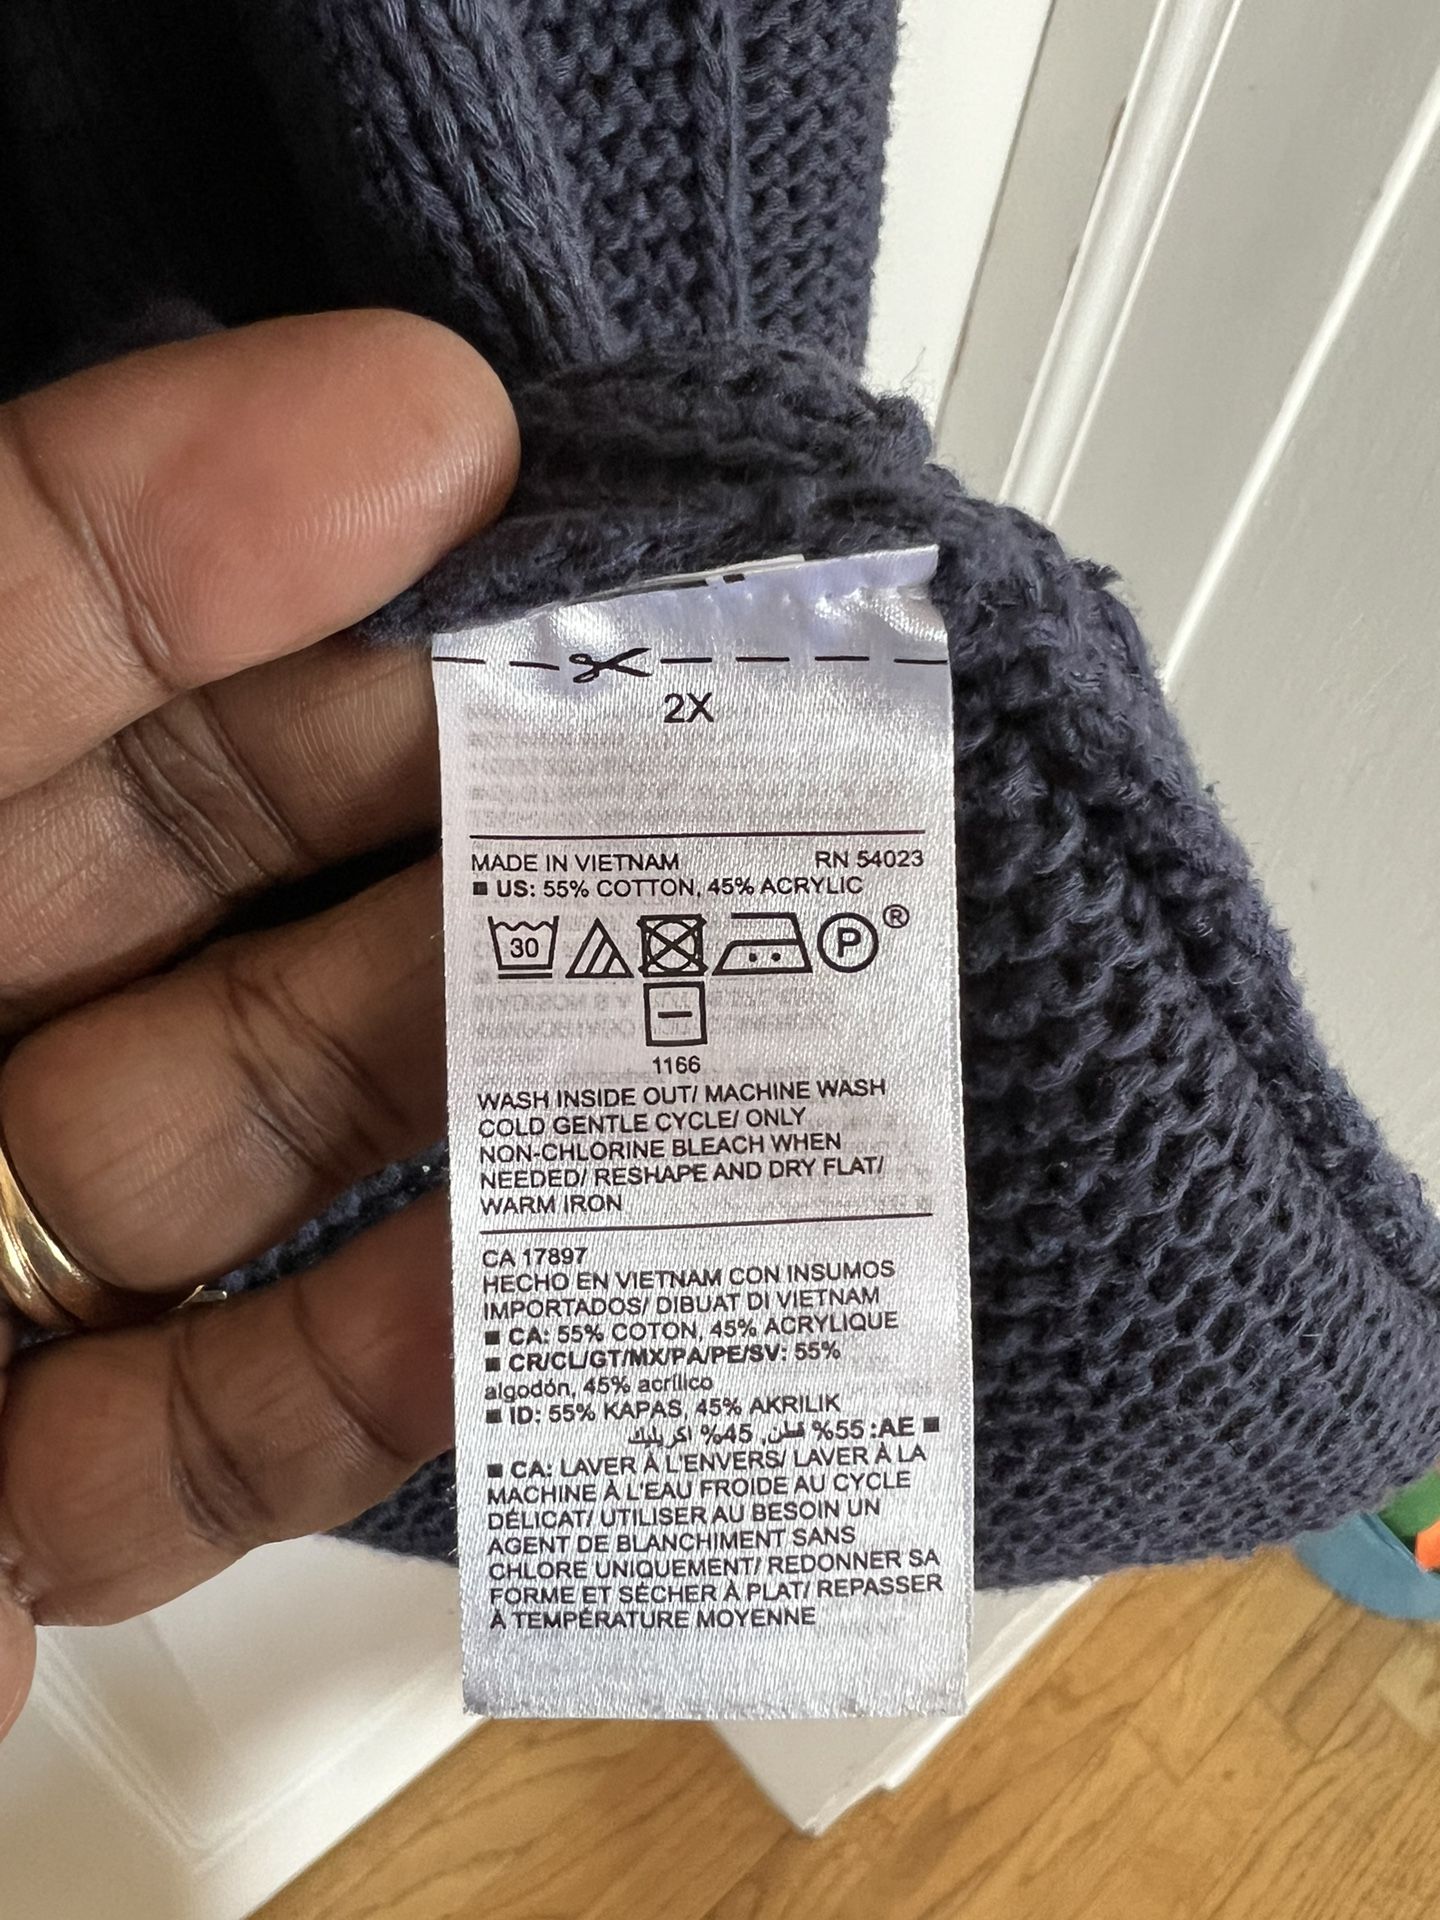 2X
MADE IN VIETNAM RN 54023
■ US: 55% COTTON, 45% ACRYLIC
30 P ®
1166
WASH INSIDE OUT/ MACHINE WASH
COLD GENTLE CYCLE/ ONLY
NON-CHLORINE BLEACH WHEN
NEEDED/ RESHAPE AND DRY FLAT/
WARM IRON
CA 17897
HECHO EN VIETNAM CON INSUMOS
IMPORTADOS/ DIBUAT DI VIETNAM
■ CA: 55% COTON, 45% ACRYLIQUE
■ CR/CL/GT/MX/PA/PE/SV: 55%
algodón, 45% acrílico
■ ID: 55% KAPAS, 45% AKRILIK
■ AE: 55% قطن, 45% اكريليك
■ CA: LAVER À L'ENVERS/ LAVER À LA
MACHINE À L'EAU FROIDE AU CYCLE
DÉLICAT/ UTILISER AU BESOIN UN
AGENT DE BLANCHIMENT SANS
CHLORE UNIQUEMENT/ REDONNER SA
FORME ET SÉCHER À PLAT/ REPASSER
À TEMPÉRATURE MOYENNE